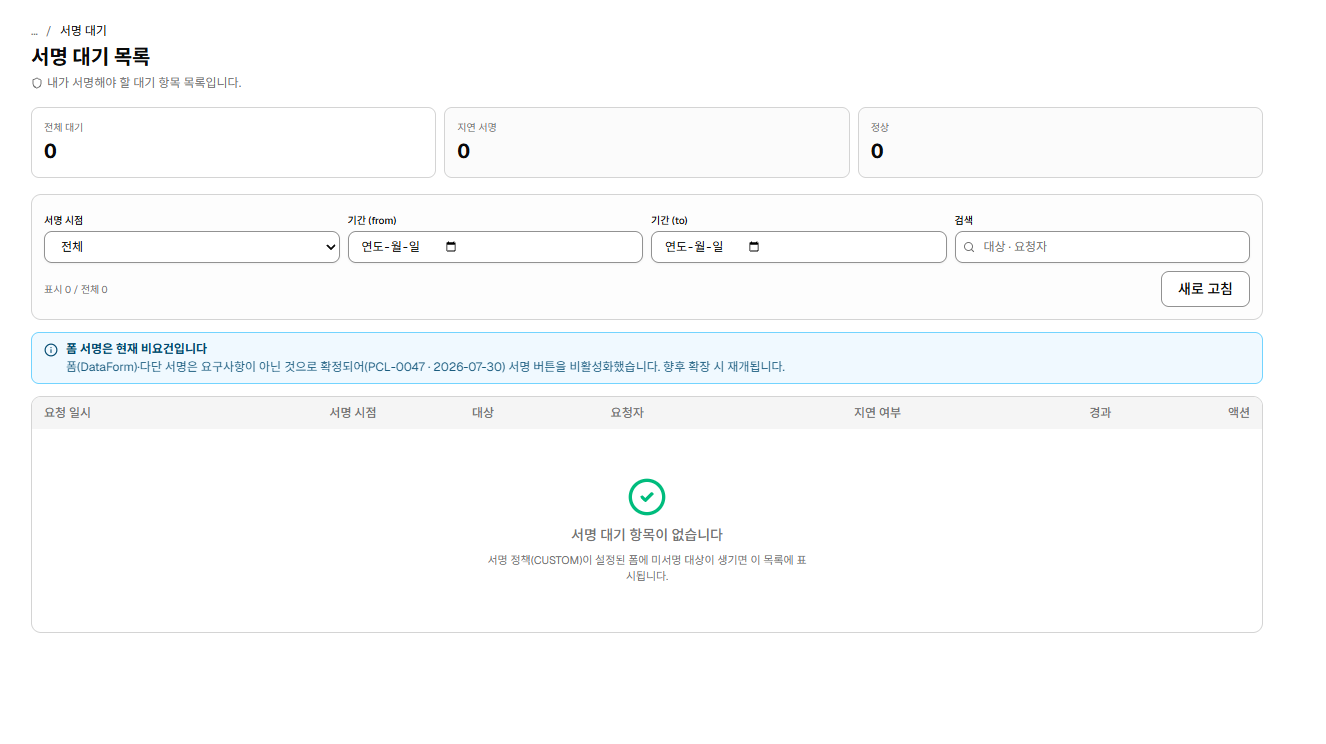 … / 서명 대기
서명 대기 목록
내가 서명해야 할 대기 항목 목록입니다.
전체 대기
0
지연 서명
0
정상
0
서명 시점
전체
기간 (from)
연도-월-일
기간 (to)
연도-월-일
검색
대상 · 요청자
표시 0 / 전체 0
새로 고침
폼 서명은 현재 비요건입니다
폼(DataForm)·다단 서명은 요구사항이 아닌 것으로 확정되어(PCL-0047 · 2026-07-30) 서명 버튼을 비활성화했습니다. 향후 확장 시 재개됩니다.
요청 일시 서명 시점 대상 요청자 지연 여부 경과 액션
서명 대기 항목이 없습니다
서명 정책(CUSTOM)이 설정된 폼에 미서명 대상이 생기면 이 목록에 표
시됩니다.